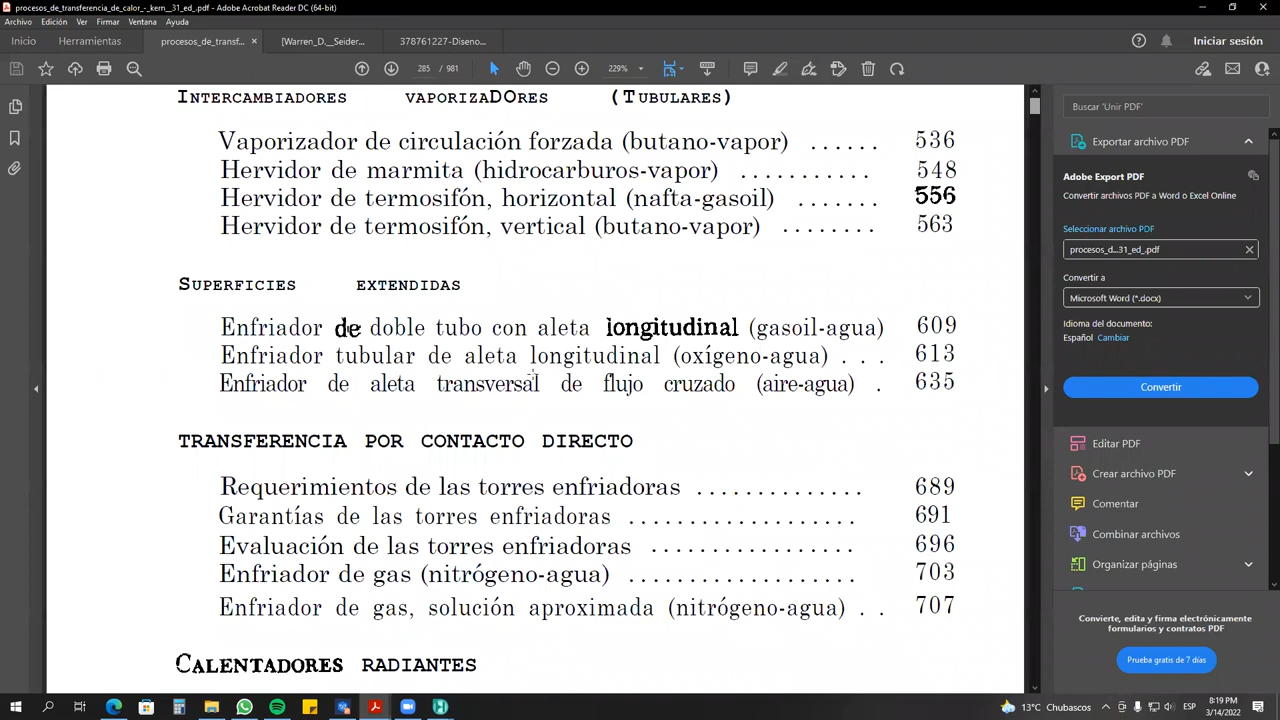 procesos_de_transferencia_de_calor_-_kern__31_ed_.pdf - Adobe Acrobat Reader DC (64-bit)
Archivo Edición Ver Firmar Ventana Ayuda
Inicio Herramientas procesos_de_transf... [Warren_D.__Seider... 378761227-Diseno... Iniciar sesión
285 / 981 229%
INTERCAMBIADORES VAPORIZADORES (TUBULARES)
Vaporizador de circulación forzada (butano-vapor) ...... 536
Hervidor de marmita (hidrocarburos-vapor) ........... 548
Hervidor de termosifón, horizontal (nafta-gasoil) ....... 556
Hervidor de termosifón, vertical (butano-vapor) ........ 563
SUPERFICIES EXTENDIDAS
Enfriador de doble tubo con aleta longitudinal (gasoil-agua) 609
Enfriador tubular de aleta longitudinal (oxígeno-agua) . . . 613
Enfriador de aleta transversal de flujo cruzado (aire-agua) . 635
TRANSFERENCIA POR CONTACTO DIRECTO
Requerimientos de las torres enfriadoras ............. 689
Garantías de las torres enfriadoras ................... 691
Evaluación de las torres enfriadoras ................. 696
Enfriador de gas (nitrógeno-agua) ................... 703
Enfriador de gas, solución aproximada (nitrógeno-agua) . . 707
CALENTADORES RADIANTES
Buscar 'Unir PDF'
Exportar archivo PDF
Adobe Export PDF
Convertir archivos PDF a Word o Excel Online
Seleccionar archivo PDF
procesos_d...31_ed_.pdf
Convertir a
Microsoft Word (*.docx)
Idioma del documento:
Español Cambiar
Convertir
Editar PDF
Crear archivo PDF
Comentar
Combinar archivos
Organizar páginas
Convierte, edita y firma electrónicamente
formularios y contratos PDF
Prueba gratis de 7 días
13°C Chubascos ESP 8:19 PM
3/14/2022